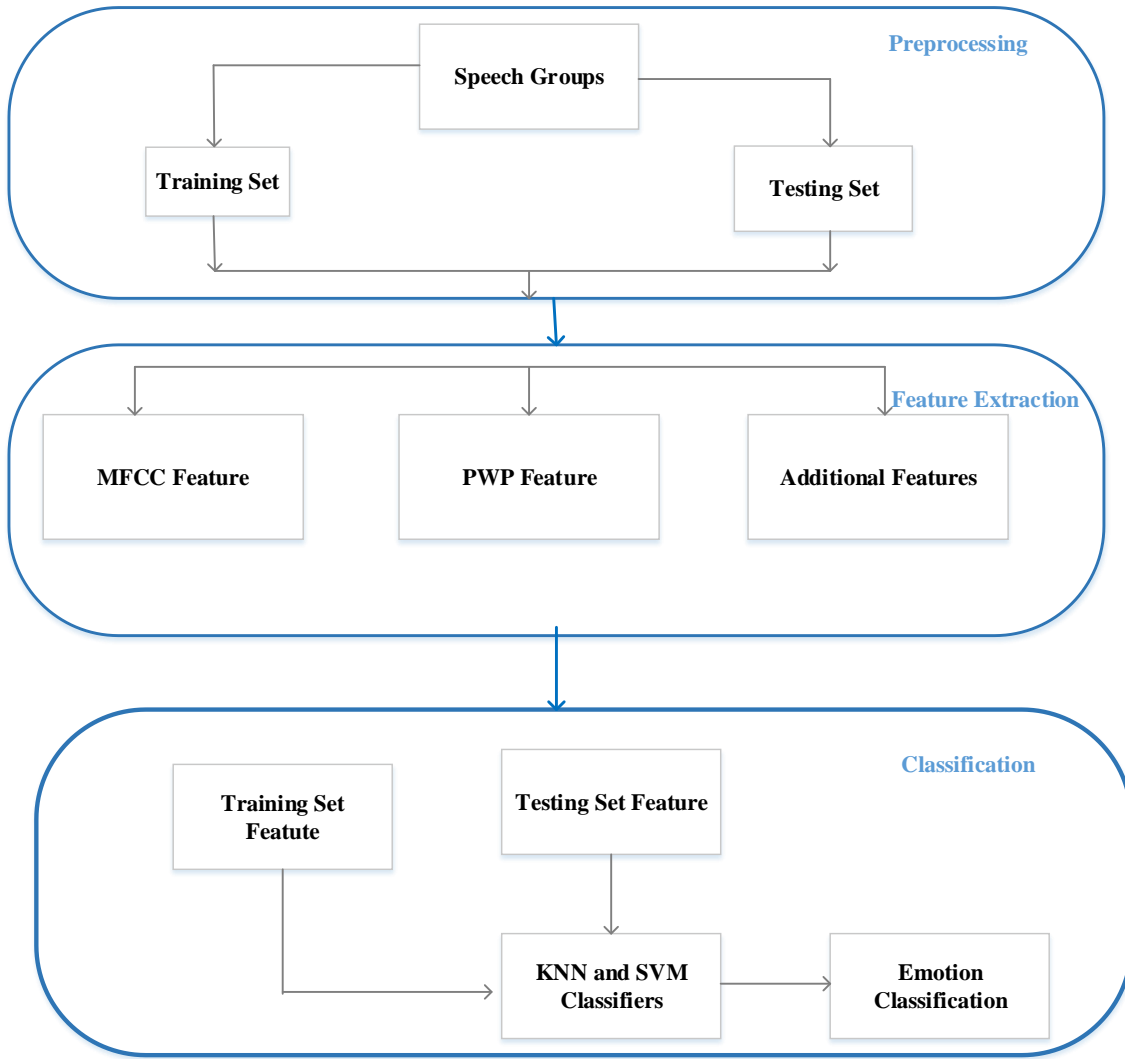 Preprocessing
Speech Groups
Training Set
Testing Set
Feature Extraction
MFCC Feature
PWP Feature
Additional Features
Classification
Training Set
Featute
Testing Set Feature
KNN and SVM
Classifiers
Emotion
Classification